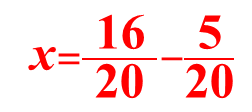 x = 16/20 − 5/20